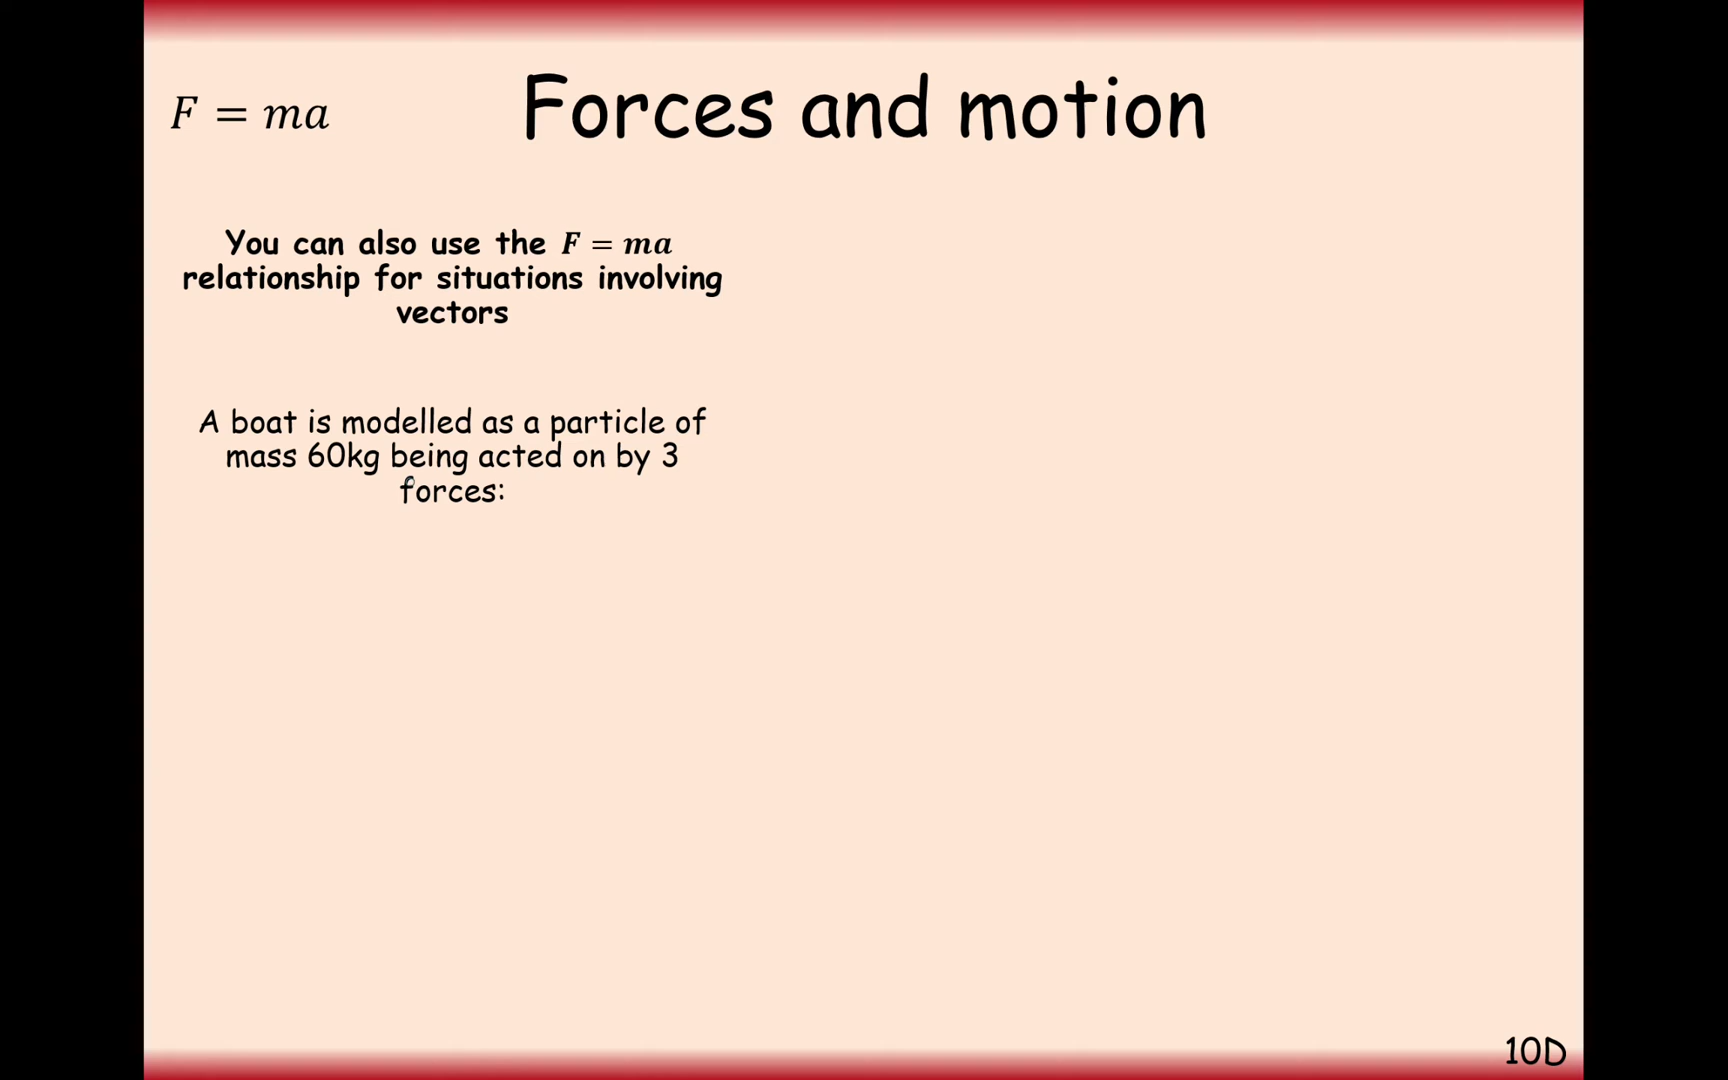 F = ma
Forces and motion
You can also use the F = ma
relationship for situations involving
vectors
A boat is modelled as a particle of
mass 60kg being acted on by 3
forces:
10D